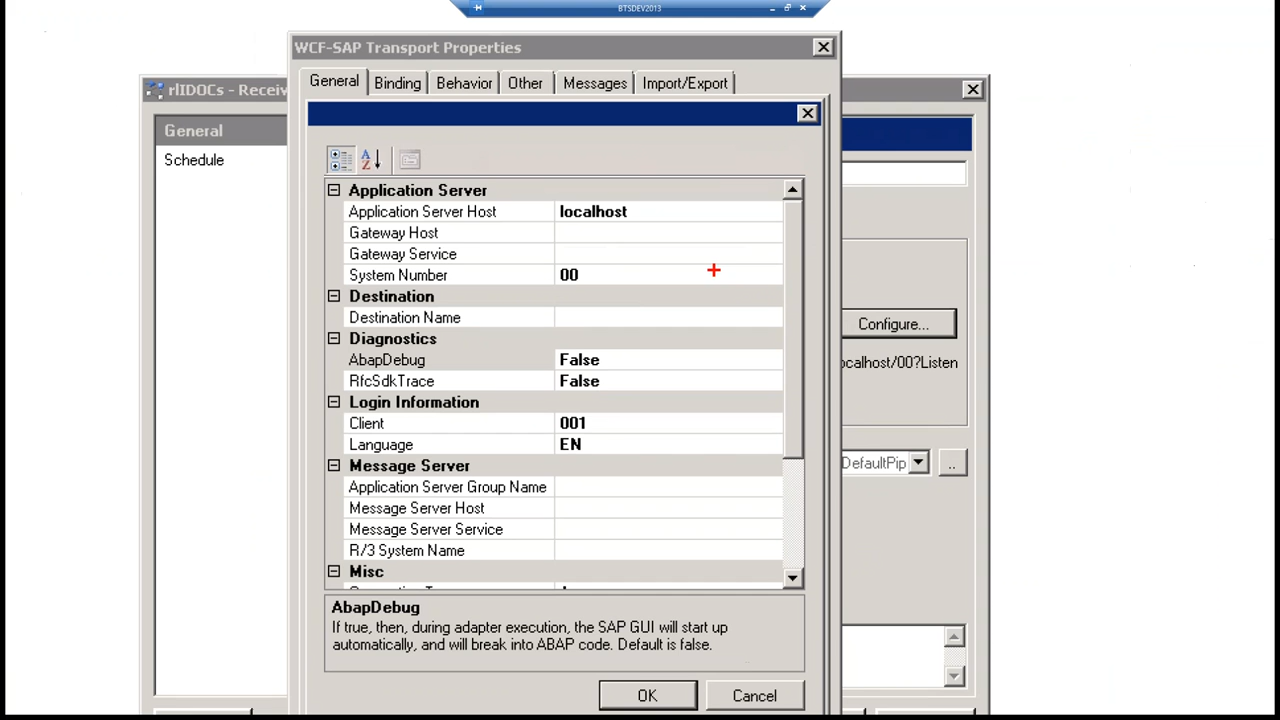 BTSDEV2013
WCF-SAP Transport Properties
rlIDOCs - Receiv
General Binding Behavior Other Messages Import/Export
General
Schedule
Application Server
Application Server Host localhost
Gateway Host
Gateway Service
System Number 00
Destination
Destination Name
Configure...
Diagnostics
AbapDebug False
ocalhost/00?Listen
RfcSdkTrace False
Login Information
Client 001
Language EN
Message Server
DefaultPip
..
Application Server Group Name
Message Server Host
Message Server Service
R/3 System Name
Misc
AbapDebug
If true, then, during adapter execution, the SAP GUI will start up
automatically, and will break into ABAP code. Default is false.
OK Cancel